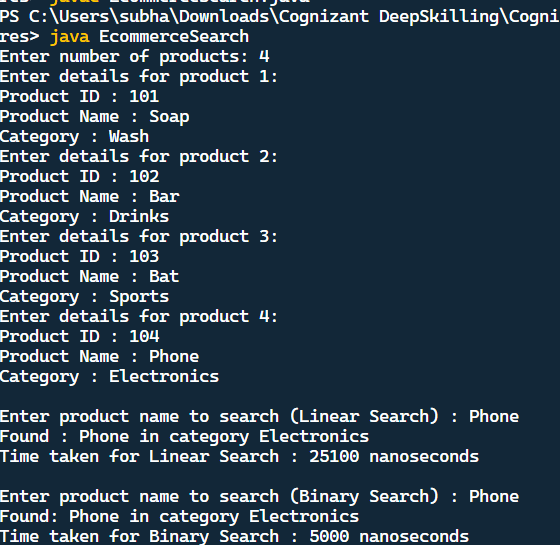 res> javac EcommerceSearch.java
PS C:\Users\subha\Downloads\Cognizant DeepSkilling\Cogni
res> java EcommerceSearch
Enter number of products: 4
Enter details for product 1:
Product ID : 101
Product Name : Soap
Category : Wash
Enter details for product 2:
Product ID : 102
Product Name : Bar
Category : Drinks
Enter details for product 3:
Product ID : 103
Product Name : Bat
Category : Sports
Enter details for product 4:
Product ID : 104
Product Name : Phone
Category : Electronics
Enter product name to search (Linear Search) : Phone
Found : Phone in category Electronics
Time taken for Linear Search : 25100 nanoseconds
Enter product name to search (Binary Search) : Phone
Found: Phone in category Electronics
Time taken for Binary Search : 5000 nanoseconds